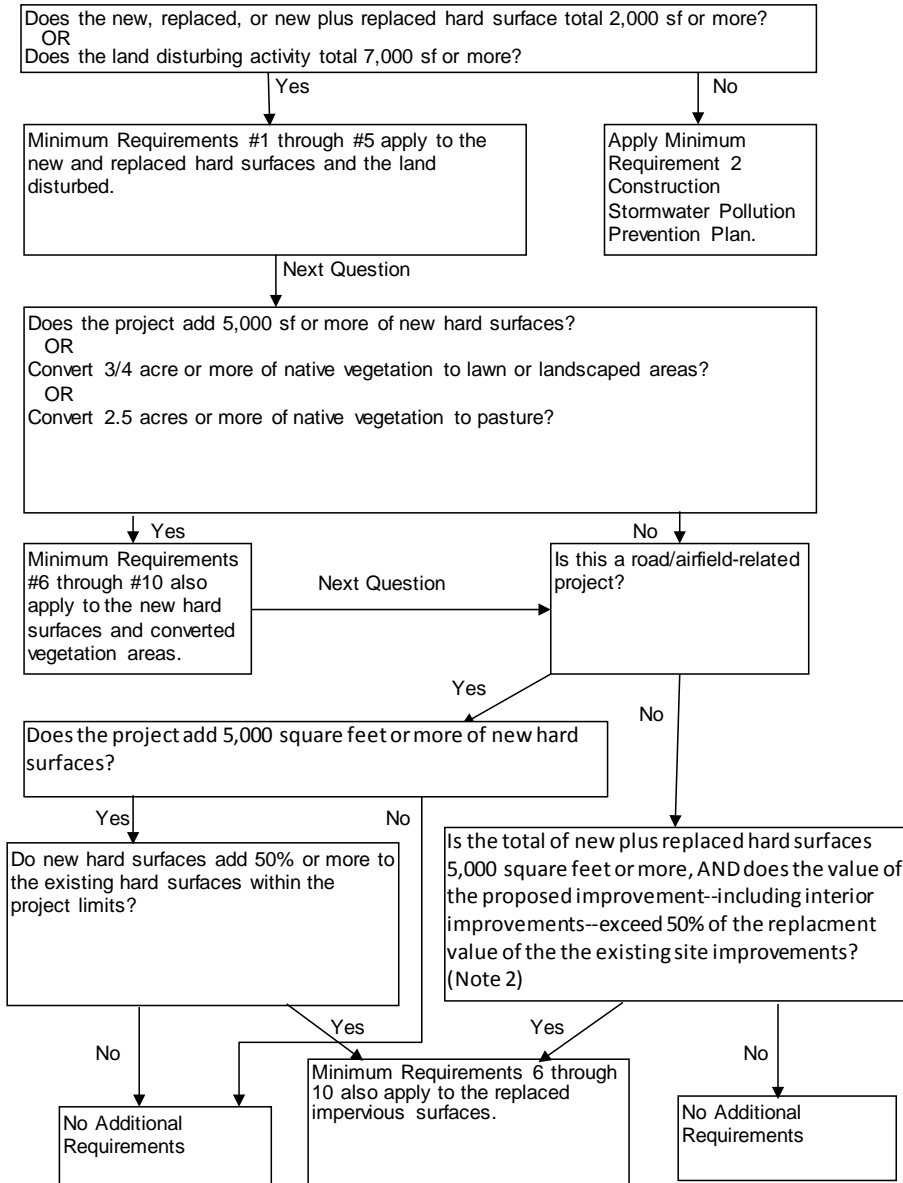 Does the new, replaced, or new plus replaced hard surface total 2,000 sf or more?
OR
Does the land disturbing activity total 7,000 sf or more?
Yes
No
Minimum Requirements #1 through #5 apply to the
new and replaced hard surfaces and the land
disturbed.
Apply Minimum
Requirement 2
Construction
Stormwater Pollution
Prevention Plan.
Next Question
Does the project add 5,000 sf or more of new hard surfaces?
OR
Convert 3/4 acre or more of native vegetation to lawn or landscaped areas?
OR
Convert 2.5 acres or more of native vegetation to pasture?
Yes
No
Minimum Requirements
#6 through #10 also
apply to the new hard
surfaces and converted
vegetation areas.
Next Question
Is this a road/airfield-related
project?
Yes
No
Does the project add 5,000 square feet or more of new hard
surfaces?
Yes
No
Do new hard surfaces add 50% or more to
the existing hard surfaces within the
project limits?
Is the total of new plus replaced hard surfaces
5,000 square feet or more, AND does the value of
the proposed improvement--including interior
improvements--exceed 50% of the replacment
value of the the existing site improvements?
(Note 2)
No
Yes
Yes
No
No Additional
Requirements
Minimum Requirements 6 through
10 also apply to the replaced
impervious surfaces.
No Additional
Requirements